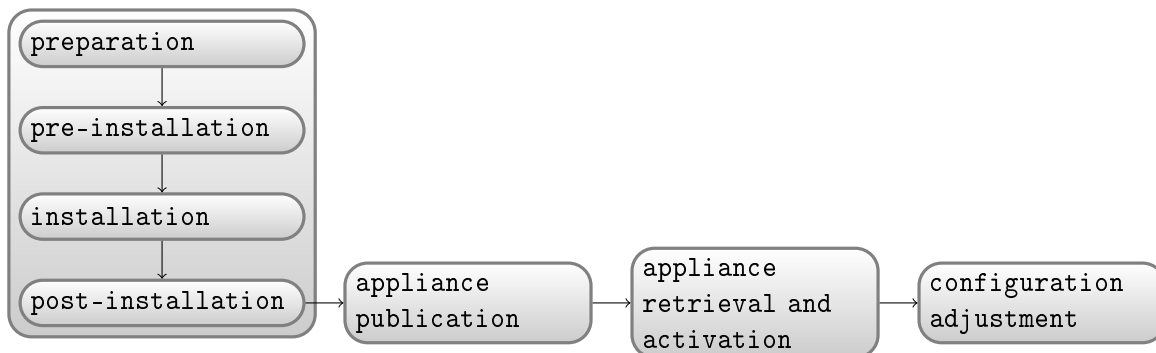 preparation
pre-installation
installation
post-installation
appliance
publication
appliance
retrieval and
activation
configuration
adjustment